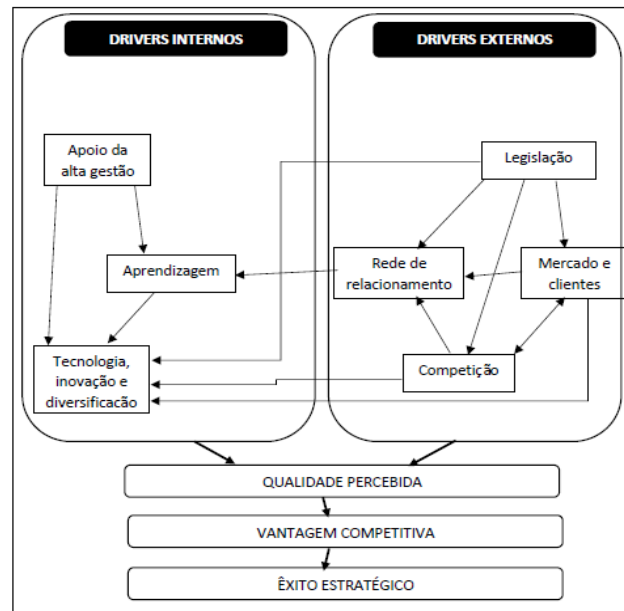 DRIVERS INTERNOS
DRIVERS EXTERNOS
Apoio da
alta gestão
Legislação
Aprendizagem
Rede de
relacionamento
Mercado e
clientes
Tecnologia,
inovação e
diversificacão
Competição
QUALIDADE PERCEBIDA
VANTAGEM COMPETITIVA
ÊXITO ESTRATÉGICO